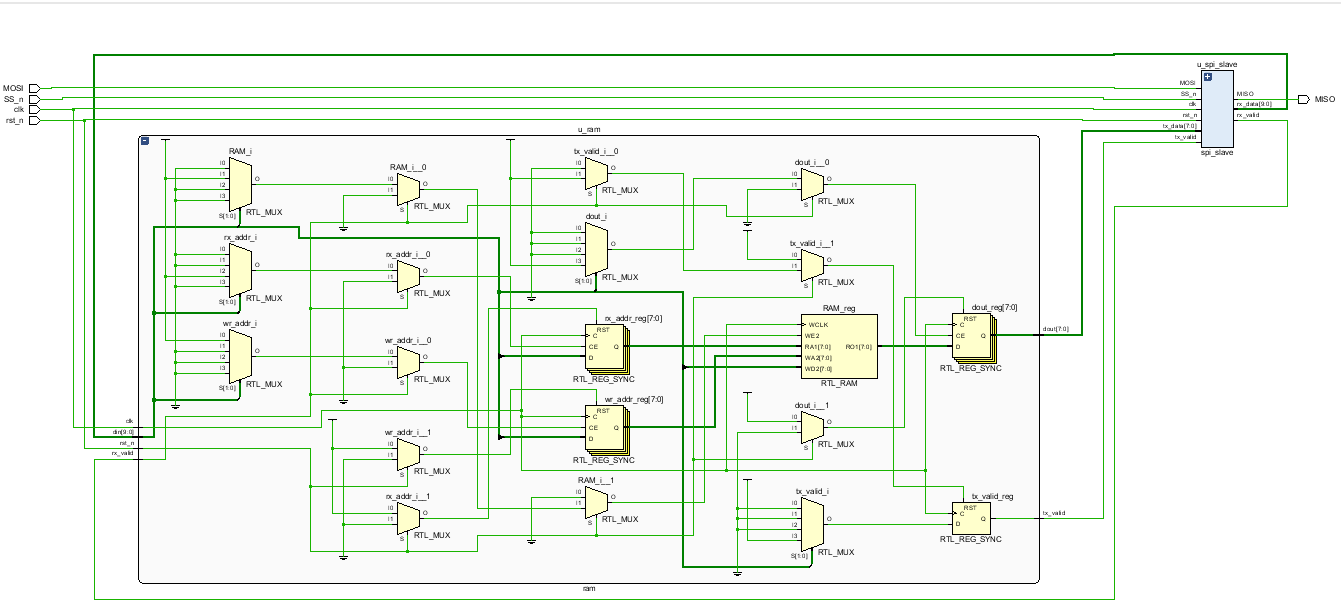 u_spi_slave
MOSI
SS_n
clk
rst_n
MOSI
SS_n
clk
rst_n
tx_data[7:0]
tx_valid
MISO
rx_data[9:0]
rx_valid
MISO
spi_slave
u_ram
RAM_i
I0
I1
I2
I3
S[1:0]
O
RTL_MUX
RAM_i__0
I0
I1
S
O
RTL_MUX
tx_valid_i__0
I0
I1
S
O
RTL_MUX
dout_i__0
I0
I1
S
O
RTL_MUX
rx_addr_i
I0
I1
I2
I3
S[1:0]
O
RTL_MUX
rx_addr_i__0
I0
I1
S
O
RTL_MUX
dout_i
I0
I1
I2
I3
S[1:0]
O
RTL_MUX
tx_valid_i__1
I0
I1
S
O
RTL_MUX
wr_addr_i
I0
I1
I2
I3
S[1:0]
O
RTL_MUX
wr_addr_i__0
I0
I1
S
O
RTL_MUX
rx_addr_reg[7:0]
RST
C
CE
D
Q
RTL_REG_SYNC
RAM_reg
WCLK
WE2
RA1[7:0]
WA2[7:0]
WD2[7:0]
RO1[7:0]
RTL_RAM
dout_reg[7:0]
RST
C
CE
D
Q
RTL_REG_SYNC
dout[7:0]
wr_addr_reg[7:0]
RST
C
CE
D
Q
RTL_REG_SYNC
dout_i__1
I0
I1
S
O
RTL_MUX
clk
din[9:0]
rst_n
rx_valid
wr_addr_i__1
I0
I1
S
O
RTL_MUX
rx_addr_i__1
I0
I1
S
O
RTL_MUX
RAM_i__1
I0
I1
S
O
RTL_MUX
tx_valid_i
I0
I1
I2
I3
S[1:0]
O
RTL_MUX
tx_valid_reg
RST
C
D
Q
RTL_REG_SYNC
tx_valid
ram